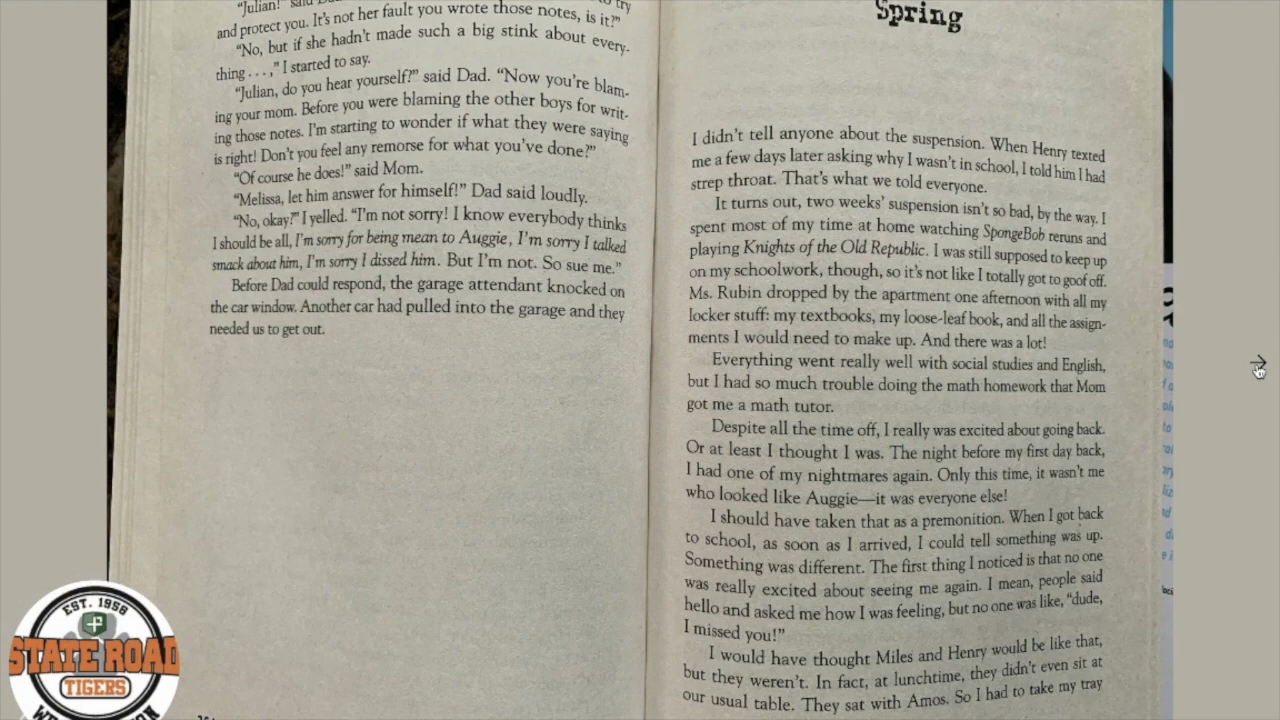 "Julian!" said
try
and protect you. It's not her fault you wrote those notes, is it?"
"No, but if she hadn't made such a big stink about every-
thing . . . ," I started to say.
"Julian, do you hear yourself?" said Dad. "Now you're blam-
ing your mom. Before you were blaming the other boys for writ-
ing those notes. I'm starting to wonder if what they were saying
is right! Don't you feel any remorse for what you've done?"
"Of course he does!" said Mom.
"Melissa, let him answer for himself!" Dad said loudly.
"No, okay?" I yelled. "I'm not sorry! I know everybody thinks
I should be all, I'm sorry for being mean to Auggie, I'm sorry I talked
smack about him, I'm sorry I dissed him. But I'm not. So sue me."
Before Dad could respond, the garage attendant knocked on
the car window. Another car had pulled into the garage and they
needed us to get out.
Spring
I didn't tell anyone about the suspension. When Henry texted
me a few days later asking why I wasn't in school, I told him I had
strep throat. That's what we told everyone.
It turns out, two weeks' suspension isn't so bad, by the way. I
spent most of my time at home watching SpongeBob reruns and
playing Knights of the Old Republic. I was still supposed to keep up
on my schoolwork, though, so it's not like I totally got to goof off.
Ms. Rubin dropped by the apartment one afternoon with all my
locker stuff: my textbooks, my loose-leaf book, and all the assign-
ments I would need to make up. And there was a lot!
Everything went really well with social studies and English,
but I had so much trouble doing the math homework that Mom
got me a math tutor.
Despite all the time off, I really was excited about going back.
Or at least I thought I was. The night before my first day back,
I had one of my nightmares again. Only this time, it wasn't me
who looked like Auggie—it was everyone else!
I should have taken that as a premonition. When I got back
to school, as soon as I arrived, I could tell something was up.
Something was different. The first thing I noticed is that no one
was really excited about seeing me again. I mean, people said
hello and asked me how I was feeling, but no one was like, "dude,
I missed you!"
I would have thought Miles and Henry would be like that,
but they weren't. In fact, at lunchtime, they didn't even sit at
our usual table. They sat with Amos. So I had to take my tray
EST. 1956
STATE ROAD
TIGERS